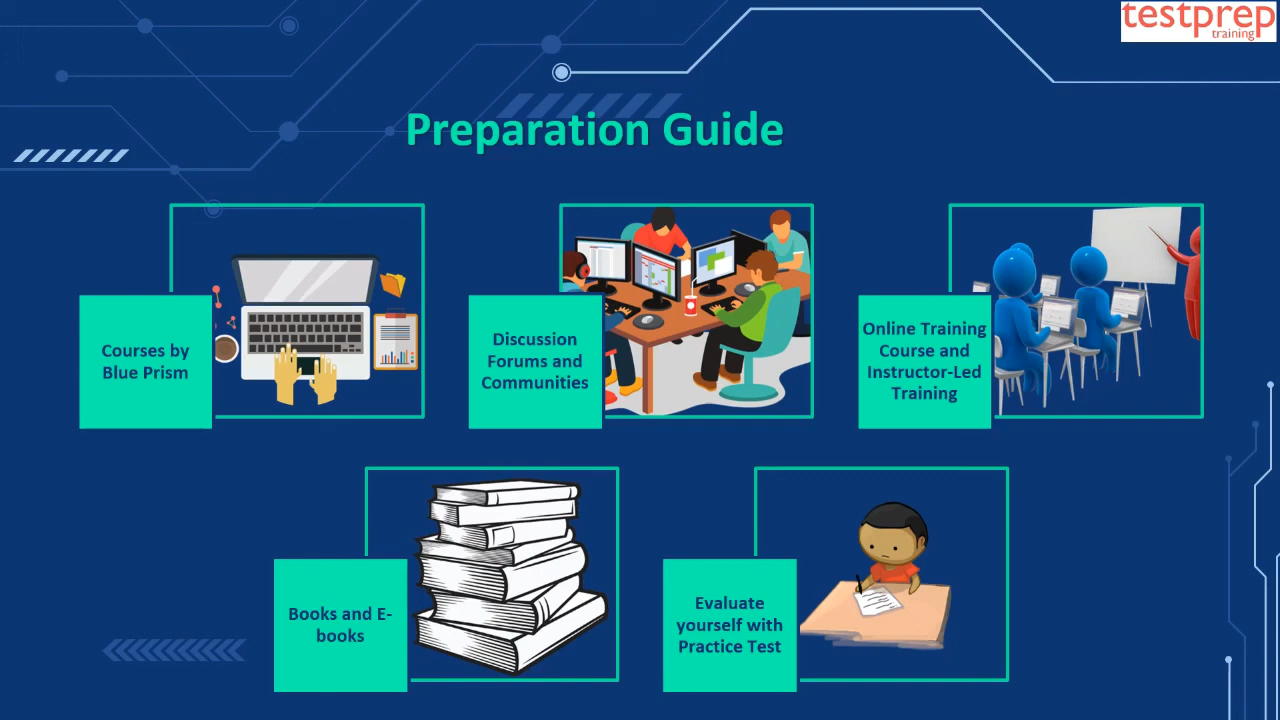 testprep
training
Preparation Guide
Courses by
Blue Prism
Discussion
Forums and
Communities
Online Training
Course and
Instructor-Led
Training
Books and E-
books
Evaluate
yourself with
Practice Test